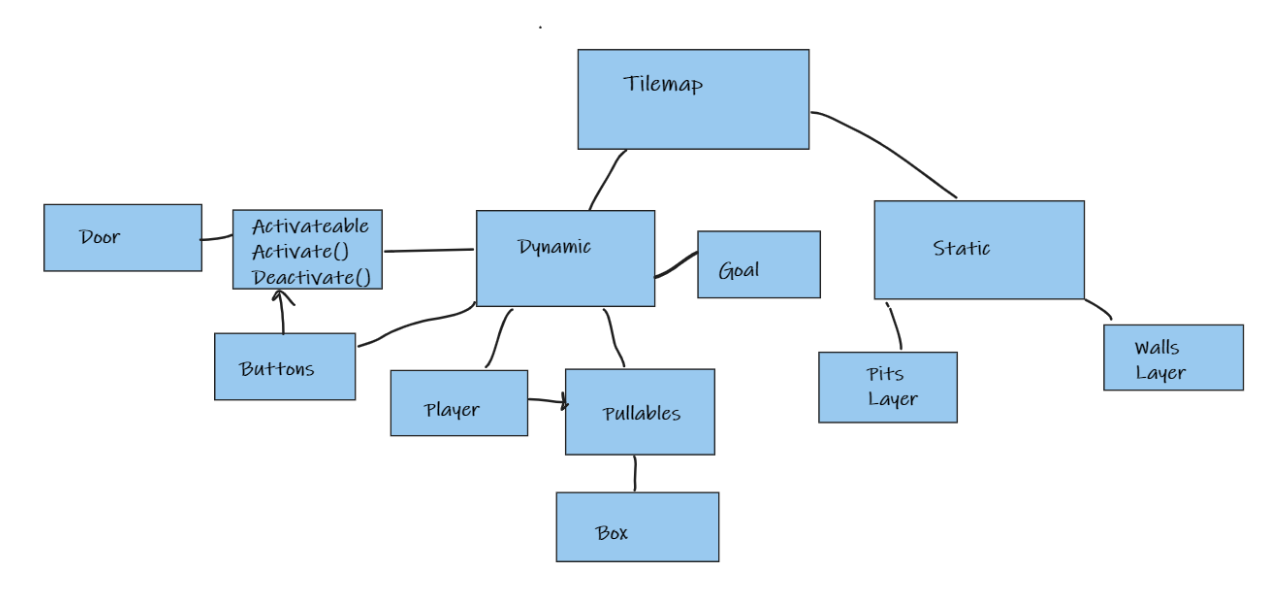 Tilemap
Door
Activateable
Activate()
Deactivate()
Dynamic
Goal
Static
Buttons
Player
Pullables
Pits
Layer
Walls
Layer
Box